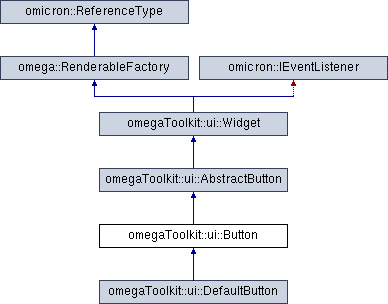 omicron::ReferenceType
omega::RenderableFactory
omicron::IEventListener
omegaToolkit::ui::Widget
omegaToolkit::ui::AbstractButton
omegaToolkit::ui::Button
omegaToolkit::ui::DefaultButton